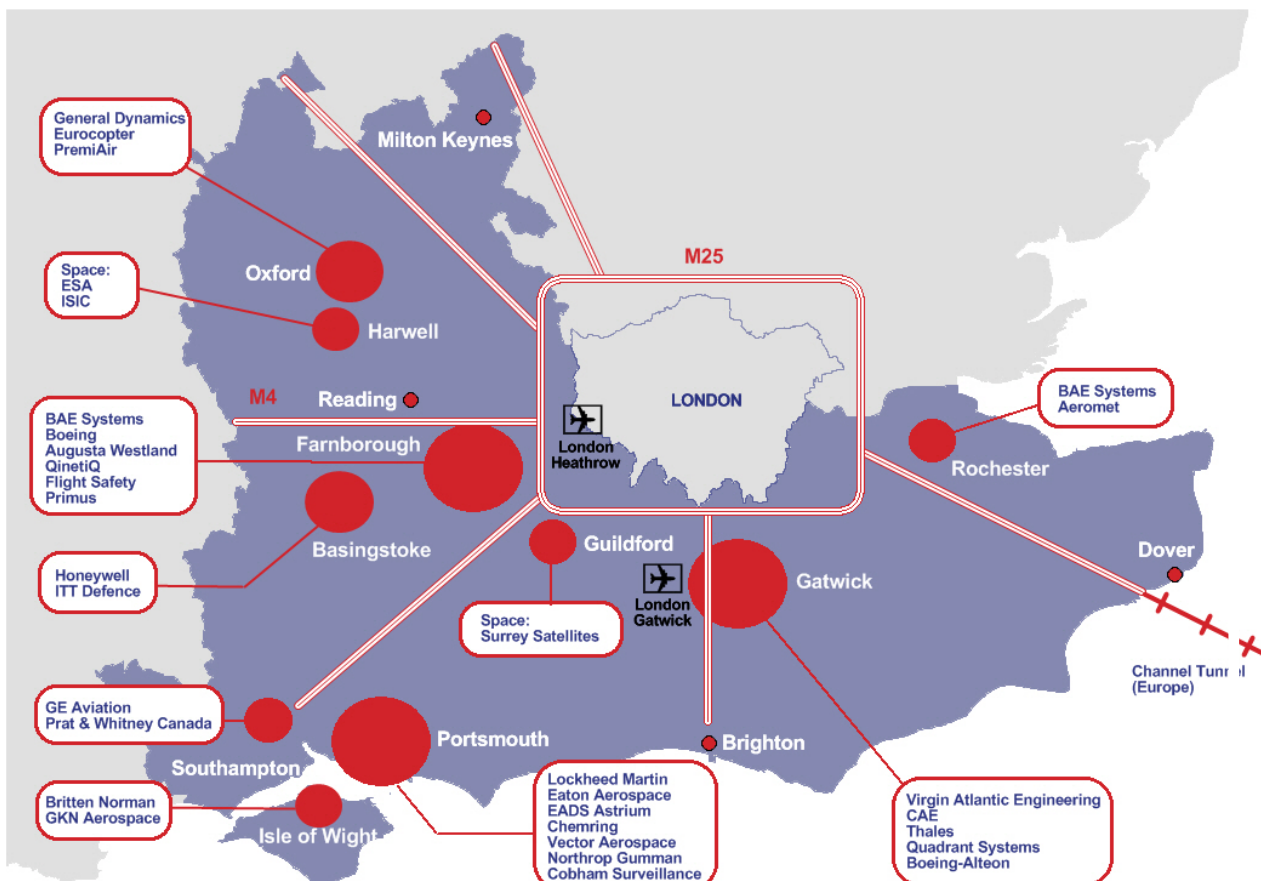 General Dynamics
Eurocopter
PremiAir
Milton Keynes
M25
Space:
ESA
ISIC
Oxford
Harwell
M4
Reading
LONDON
London
Heathrow
BAE Systems
Aeromet
Rochester
BAE Systems
Boeing
Augusta Westland
QinetiQ
Flight Safety
Primus
Farnborough
Basingstoke
Guildford
Gatwick
Dover
Honeywell
ITT Defence
Space:
Surrey Satellites
London
Gatwick
Channel Tunnel
(Europe)
GE Aviation
Prat & Whitney Canada
Southampton
Portsmouth
Brighton
Britten Norman
GKN Aerospace
Isle of Wight
Lockheed Martin
Eaton Aerospace
EADS Astrium
Chemring
Vector Aerospace
Northrop Gumman
Cobham Surveillance
Virgin Atlantic Engineering
CAE
Thales
Quadrant Systems
Boeing-Alteon